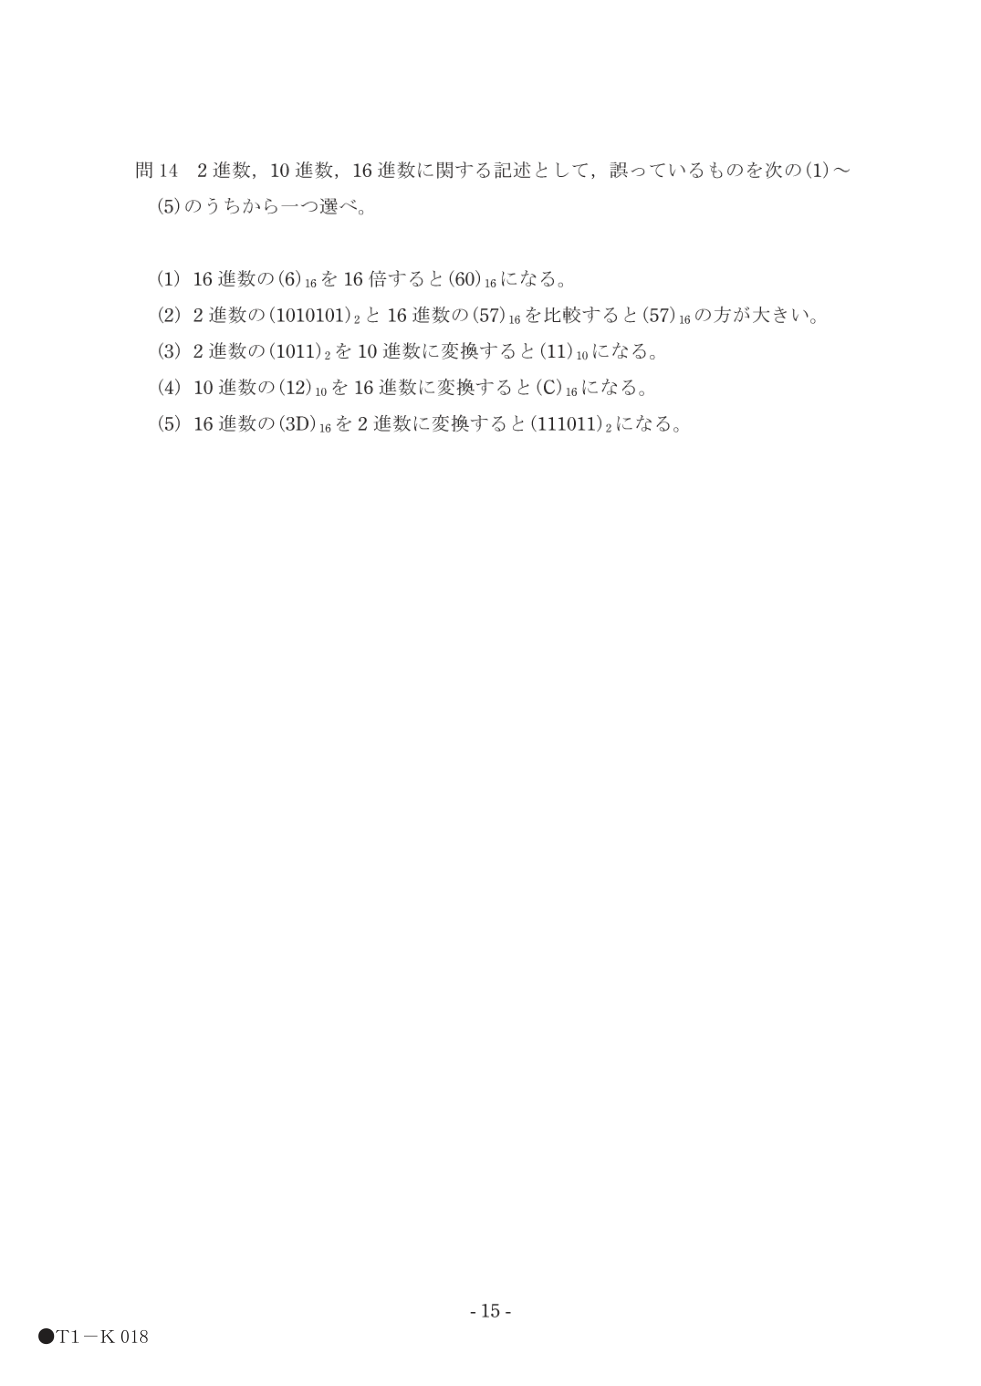 問14　2進数，10進数，16進数に関する記述として，誤っているものを次の(1)～
(5)のうちから一つ選べ。
(1) 16進数の(6)₁₆を16倍すると(60)₁₆になる。
(2) 2進数の(1010101)₂と16進数の(57)₁₆を比較すると(57)₁₆の方が大きい。
(3) 2進数の(1011)₂を10進数に変換すると(11)₁₀になる。
(4) 10進数の(12)₁₀を16進数に変換すると(C)₁₆になる。
(5) 16進数の(3D)₁₆を2進数に変換すると(111011)₂になる。
- 15 -
●T1－K 018